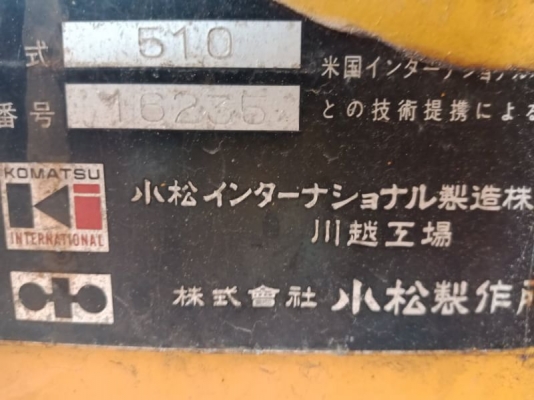 式 510
米国インターナショナル
番号 16235
との技術提携による
KOMATSU
INTERNATIONAL
小松インターナショナル製造株
川越工場
株式會社 小松製作所